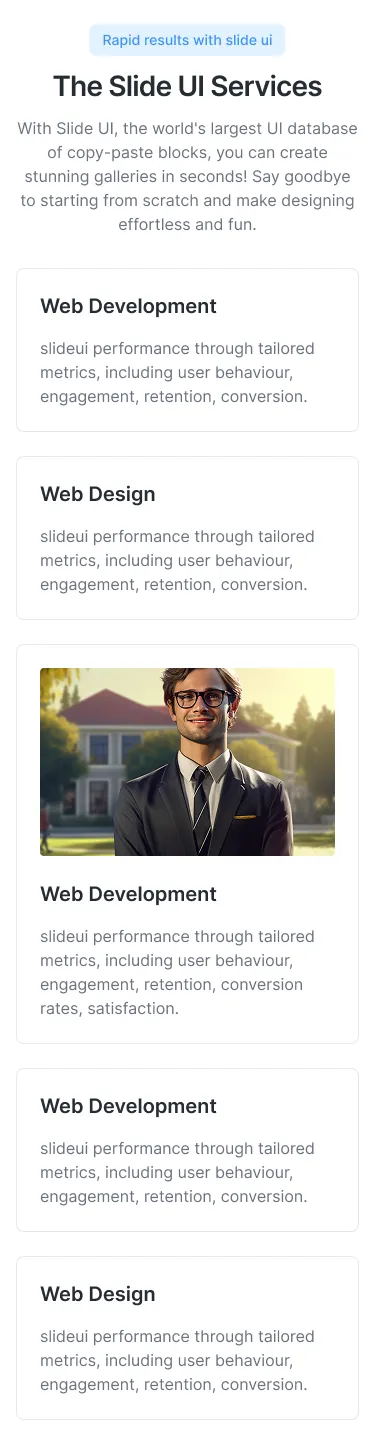 Rapid results with slide ui
The Slide UI Services
With Slide UI, the world's largest UI database
of copy-paste blocks, you can create
stunning galleries in seconds! Say goodbye
to starting from scratch and make designing
effortless and fun.
Web Development
slideui performance through tailored
metrics, including user behaviour,
engagement, retention, conversion.
Web Design
slideui performance through tailored
metrics, including user behaviour,
engagement, retention, conversion.
Web Development
slideui performance through tailored
metrics, including user behaviour,
engagement, retention, conversion
rates, satisfaction.
Web Development
slideui performance through tailored
metrics, including user behaviour,
engagement, retention, conversion.
Web Design
slideui performance through tailored
metrics, including user behaviour,
engagement, retention, conversion.